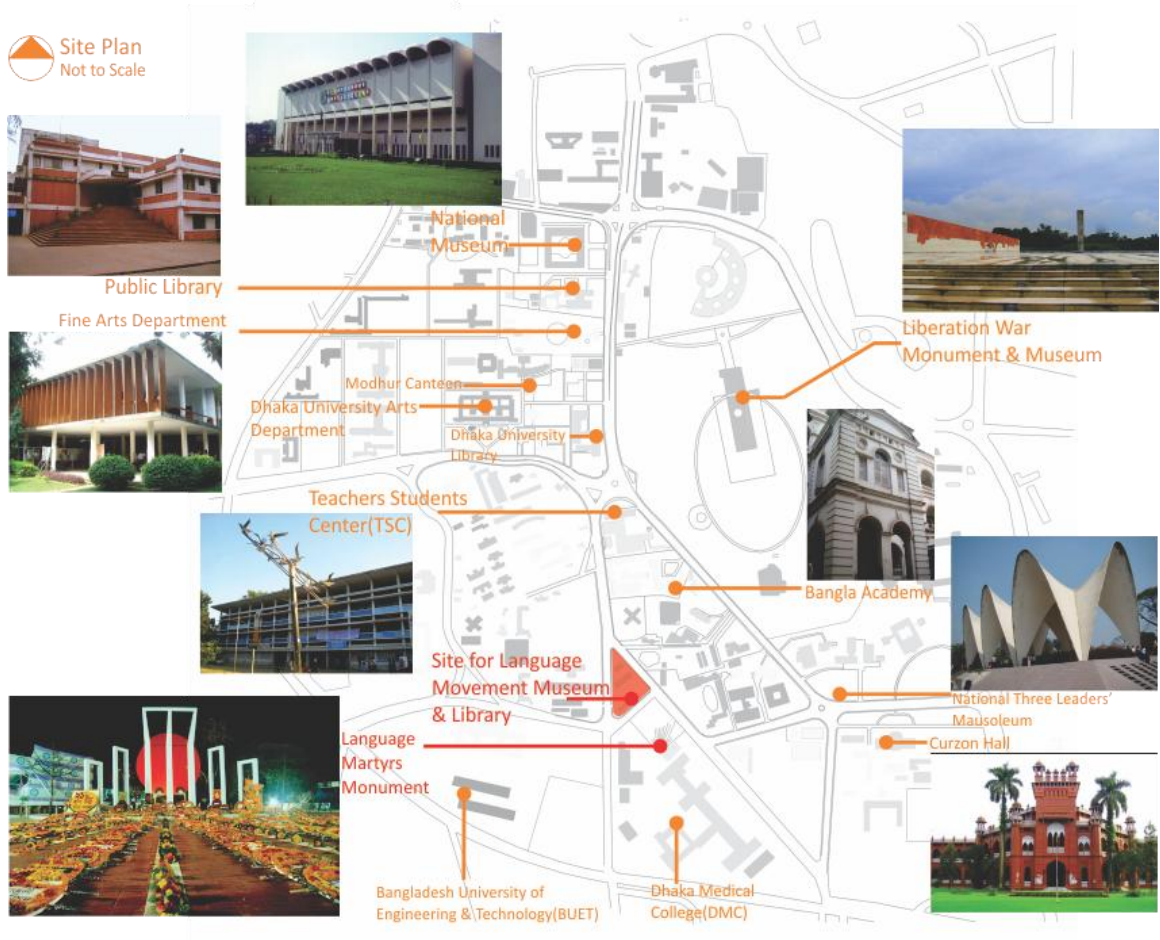 Site Plan
Not to Scale
National
Museum
Public Library
Fine Arts Department
Liberation War
Monument & Museum
Modhur Canteen
Dhaka University Arts
Department
Dhaka University
Library
Teachers Students
Center(TSC)
Bangla Academy
Site for Language
Movement Museum
& Library
National Three Leaders'
Mausoleum
Curzon Hall
Language
Martyrs
Monument
Bangladesh University of
Engineering & Technology(BUET)
Dhaka Medical
College(DMC)